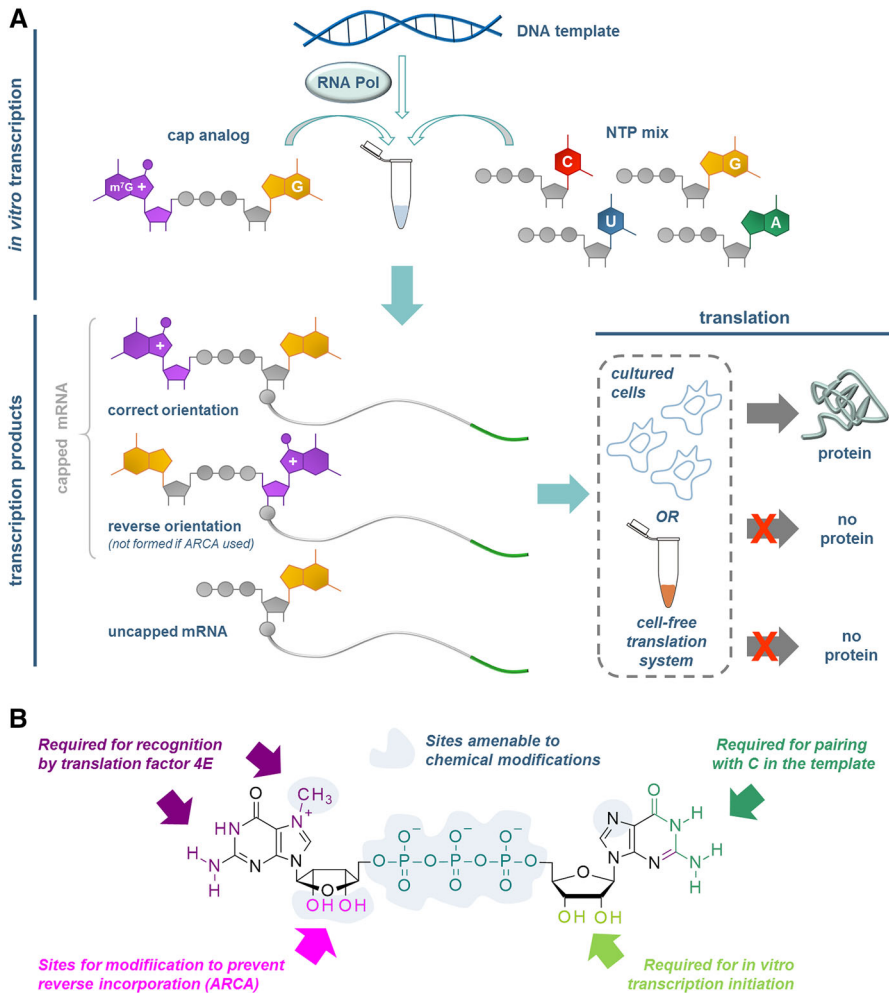 A
DNA template
RNA Pol
cap analog
NTP mix
m7G +
G
C
G
U
A
in vitro transcription
translation
transcription products
capped mRNA
+
correct orientation
+
reverse orientation
(not formed if ARCA used)
uncapped mRNA
cultured
cells
OR
cell-free
translation
system
protein
X
no
protein
X
no
protein
B
Required for recognition
by translation factor 4E
Sites amenable to
chemical modifications
Required for pairing
with C in the template
O
CH3
N+
HN
H
N
H
N
N
O
OH OH
O
O− O− O−
O P O P O P O
O O O
N
N
O
N
NH
N
H
H
O
OH OH
Sites for modifiication to prevent
reverse incorporation (ARCA)
Required for in vitro
transcription initiation